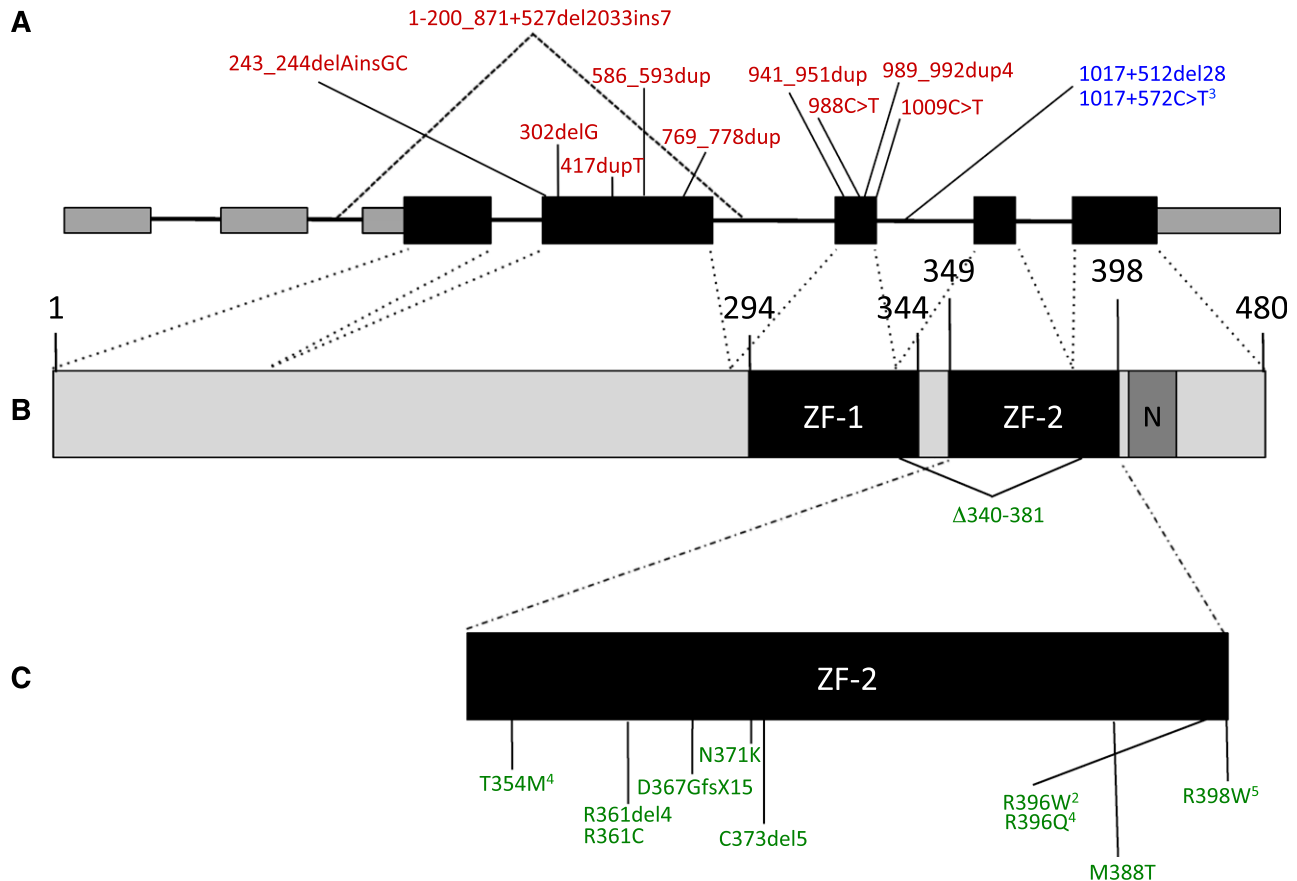 A
1-200_871+527del2033ins7
243_244delAinsGC
586_593dup
941_951dup
989_992dup4
1017+512del28
1017+572C>T³
988C>T
1009C>T
302delG
769_778dup
417dupT
349
398
1
294
344
480
B
ZF-1
ZF-2
N
Δ340-381
C
ZF-2
N371K
T354M⁴
D367GfsX15
R361del4
R361C
C373del5
R396W²
R396Q⁴
R398W⁵
M388T